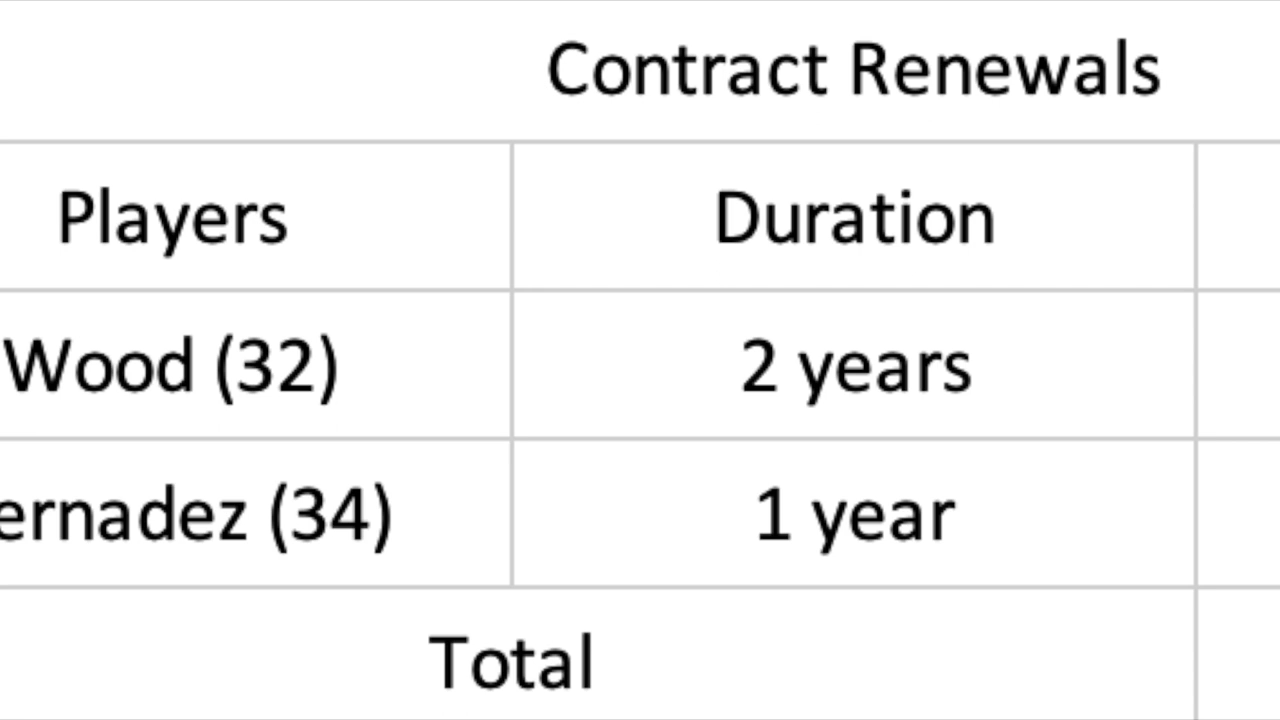 Contract Renewals
Players Duration
Wood (32) 2 years
ernadez (34) 1 year
Total